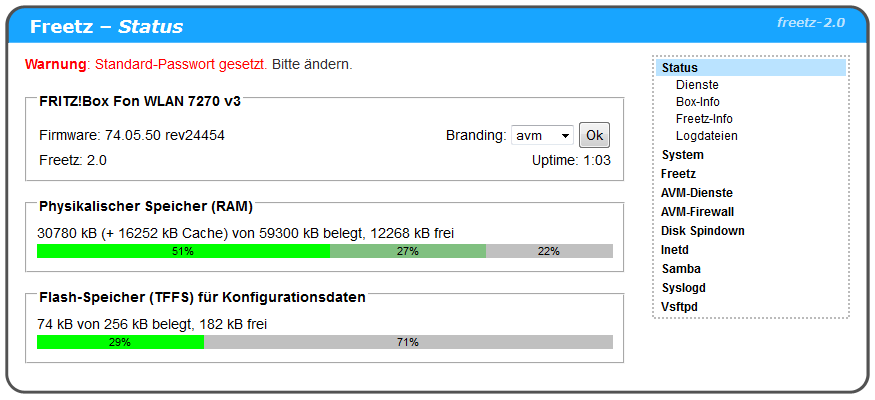 Freetz – Status
freetz-2.0
Warnung: Standard-Passwort gesetzt. Bitte ändern.
FRITZ!Box Fon WLAN 7270 v3
Firmware: 74.05.50 rev24454 Branding: avm Ok
Freetz: 2.0 Uptime: 1:03
Physikalischer Speicher (RAM)
30780 kB (+ 16252 kB Cache) von 59300 kB belegt, 12268 kB frei
51% 27% 22%
Flash-Speicher (TFFS) für Konfigurationsdaten
74 kB von 256 kB belegt, 182 kB frei
29% 71%
Status
Dienste
Box-Info
Freetz-Info
Logdateien
System
Freetz
AVM-Dienste
AVM-Firewall
Disk Spindown
Inetd
Samba
Syslogd
Vsftpd